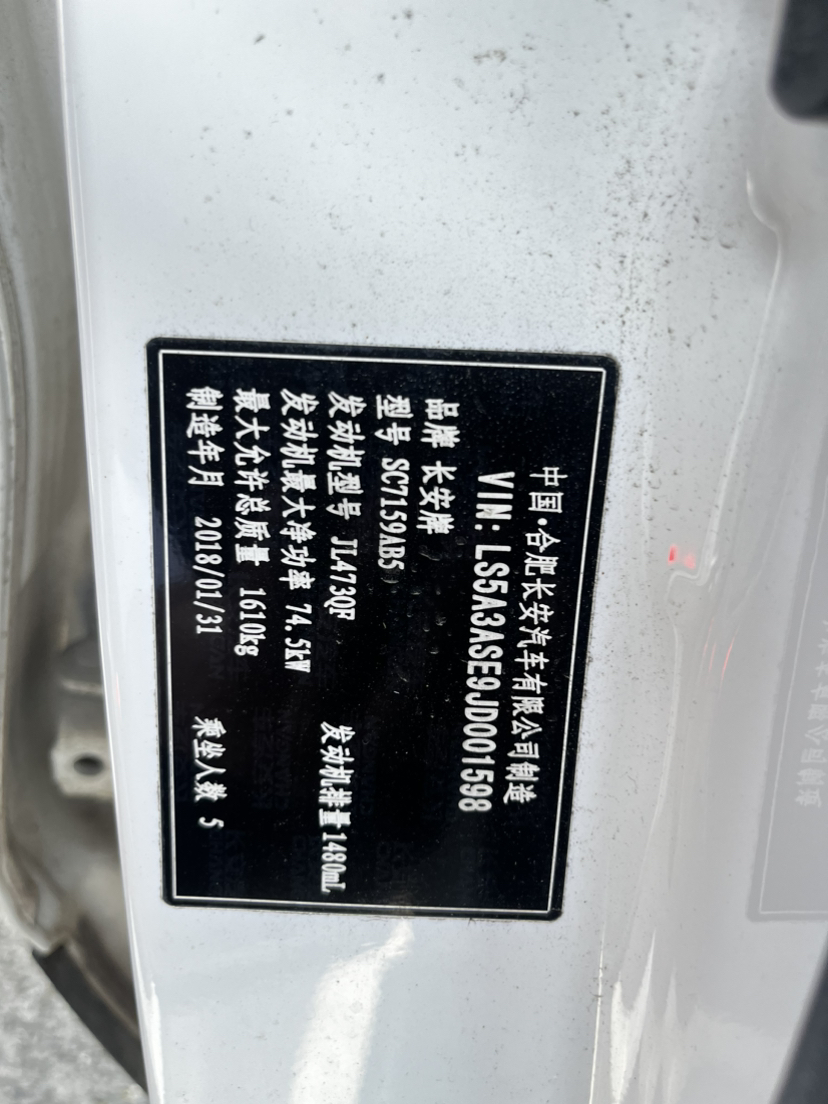 中国·合肥长安汽车有限公司制造
VIN: LS5A3ASE9JD001598
品牌 长安牌
型号 SC7159AB5
发动机型号 JL473QF 发动机排量1480mL
发动机最大净功率 74.5kW
最大允许总质量 1610kg
制造年月 2018/01/31 乘坐人数 5